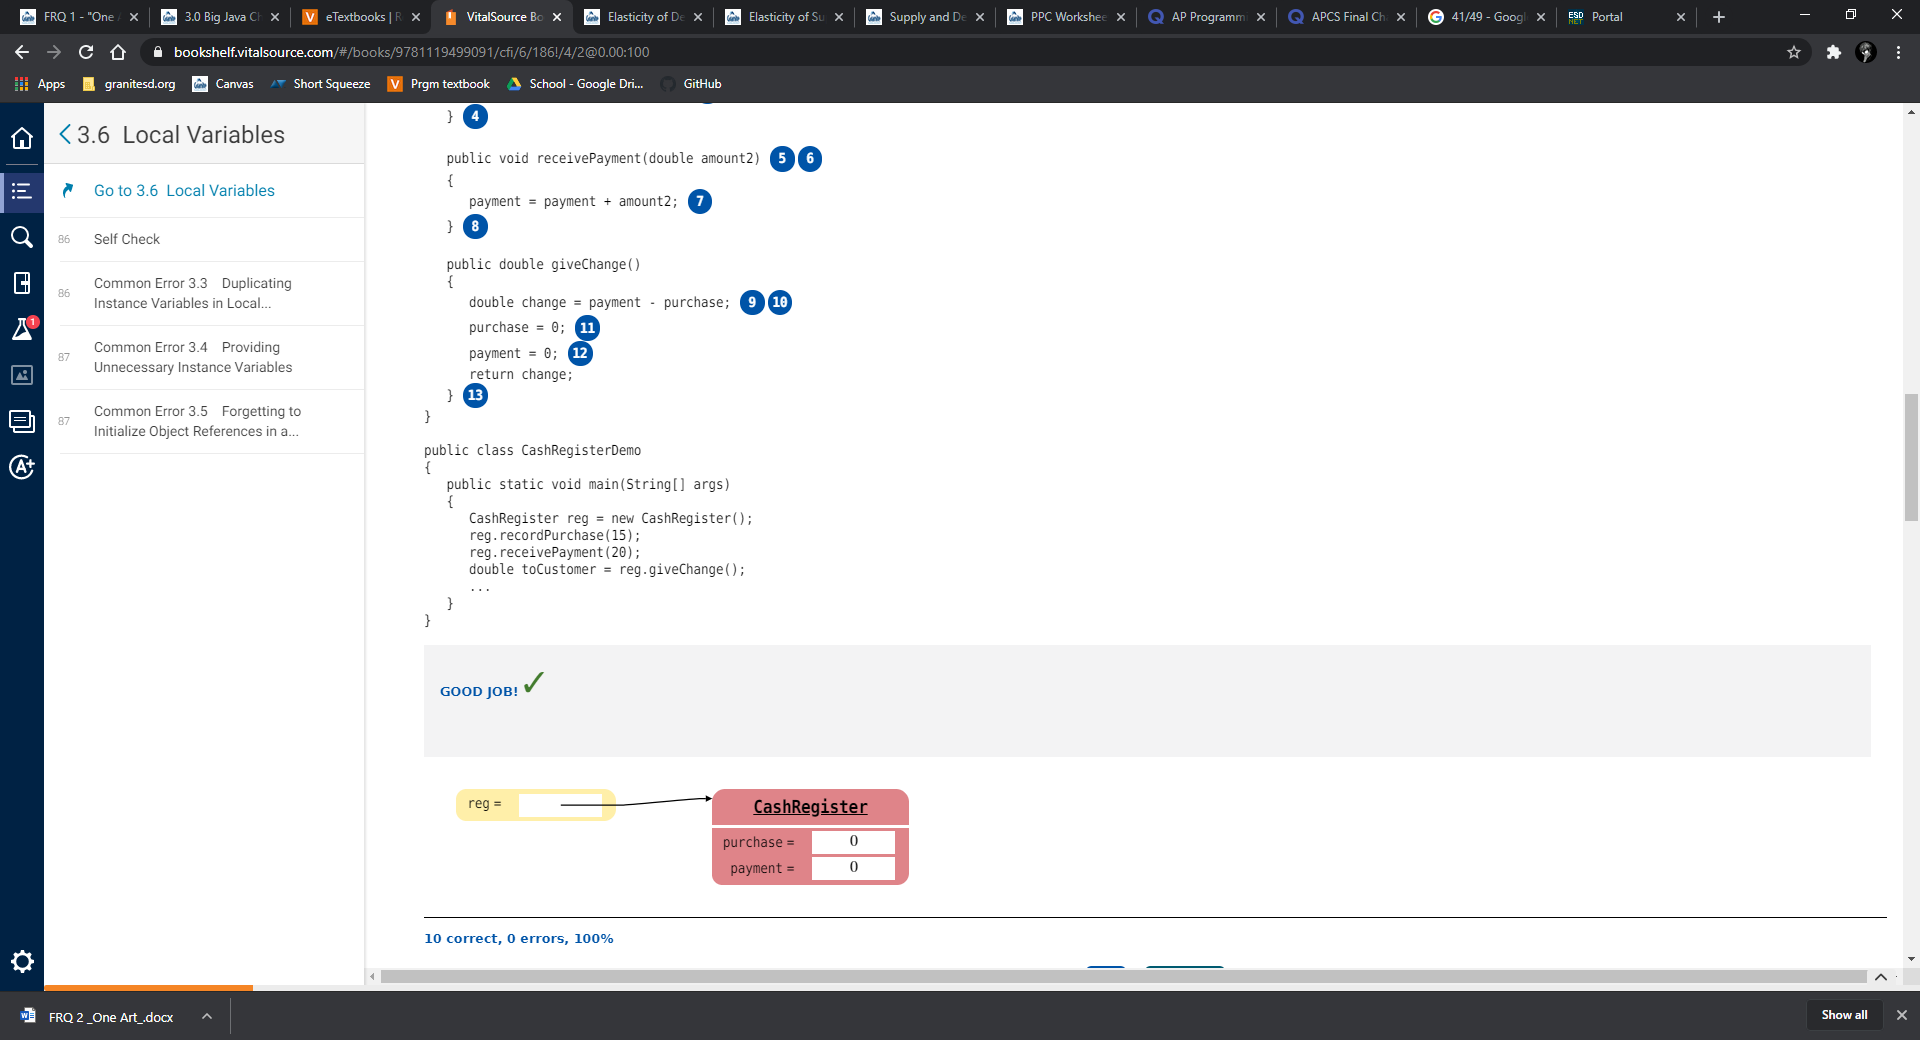 FRQ 1 - "One
3.0 Big Java Ch
eTextbooks | R
VitalSource Bo
Elasticity of De
Elasticity of Su
Supply and De
PPC Workshee
AP Programmi
APCS Final Ch
41/49 - Googl
Portal
bookshelf.vitalsource.com/#/books/9781119499091/cfi/6/186!/4/2@0.00:100
Apps
granitesd.org
Canvas
Short Squeeze
Prgm textbook
School - Google Dri...
GitHub
3.6 Local Variables
Go to 3.6 Local Variables
86 Self Check
86 Common Error 3.3 Duplicating
Instance Variables in Local...
87 Common Error 3.4 Providing
Unnecessary Instance Variables
87 Common Error 3.5 Forgetting to
Initialize Object References in a...
1
A+
} 4
public void receivePayment(double amount2) 5 6
{
payment = payment + amount2; 7
} 8
public double giveChange()
{
double change = payment - purchase; 9 10
purchase = 0; 11
payment = 0; 12
return change;
} 13
}
public class CashRegisterDemo
{
public static void main(String[] args)
{
CashRegister reg = new CashRegister();
reg.recordPurchase(15);
reg.receivePayment(20);
double toCustomer = reg.giveChange();
...
}
}
GOOD JOB!
reg =
CashRegister
purchase = 0
payment = 0
10 correct, 0 errors, 100%
FRQ 2 _One Art_.docx
Show all